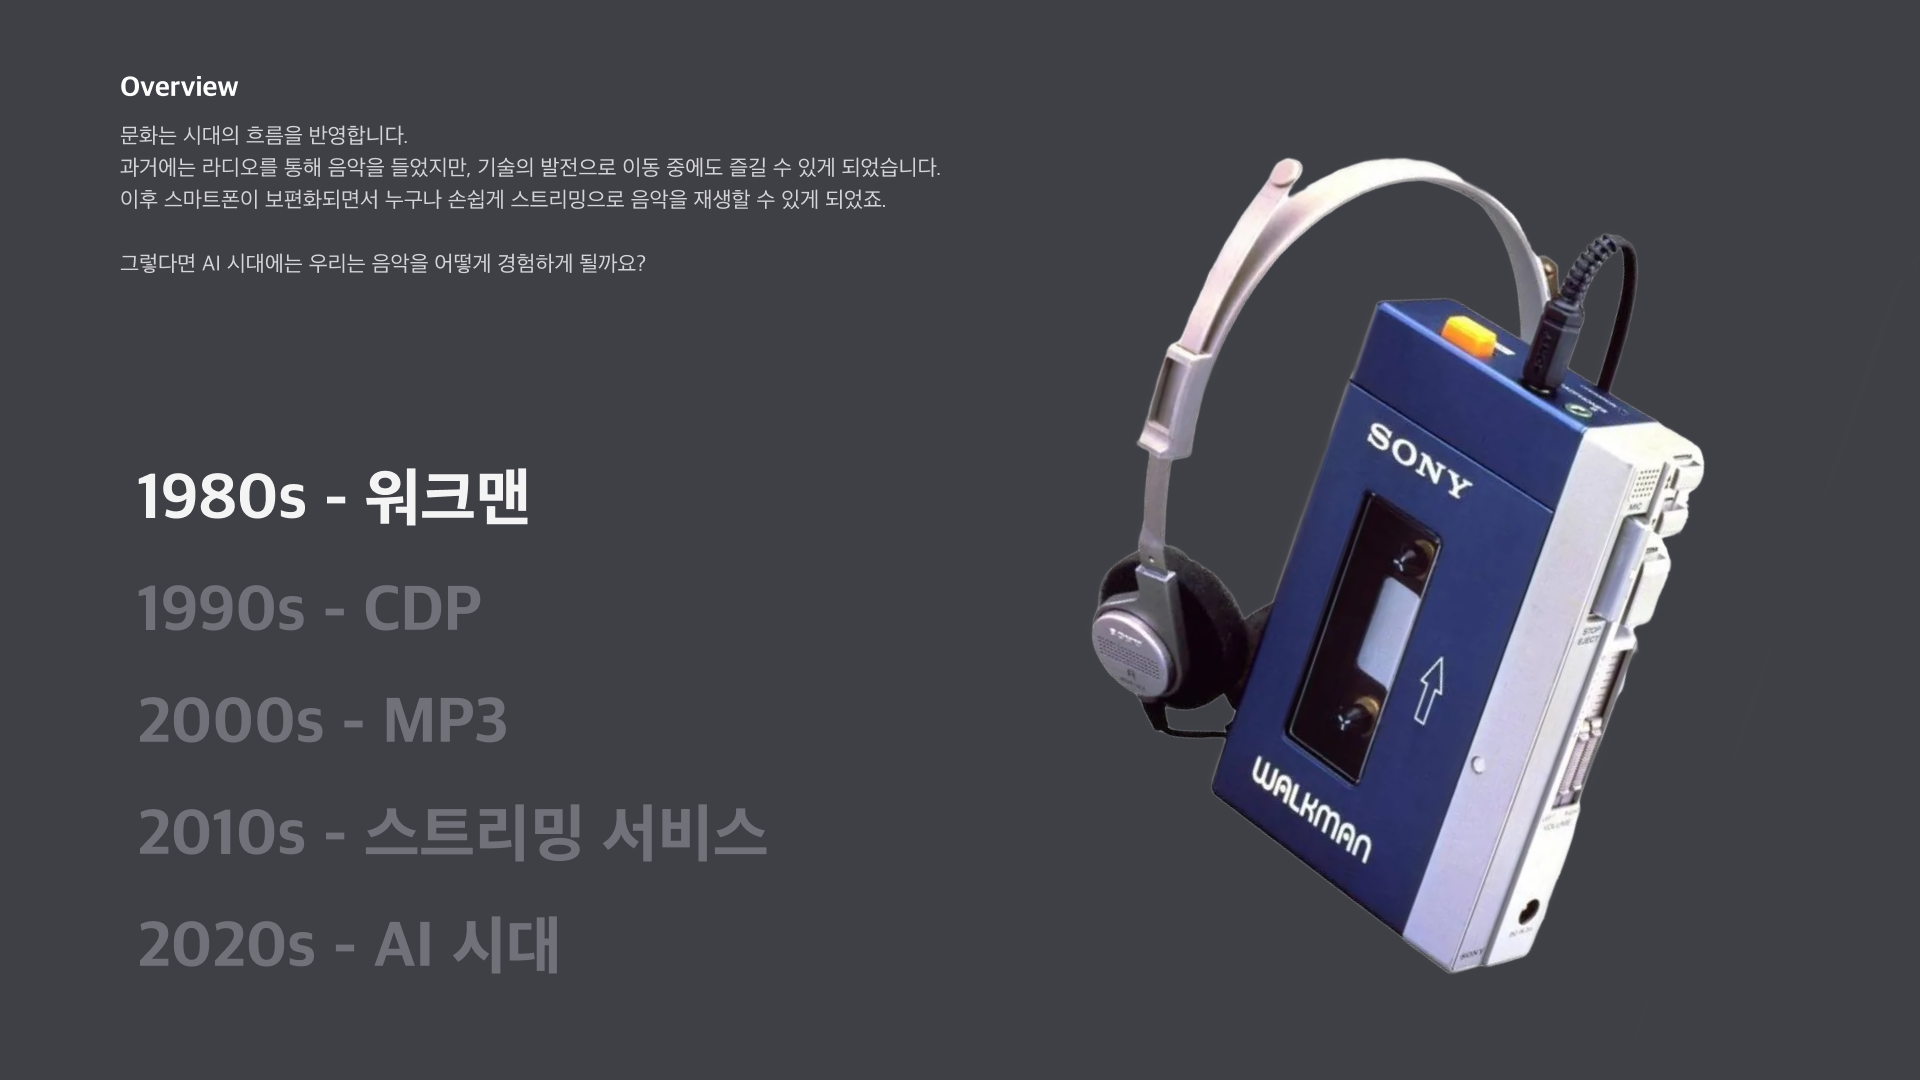 Overview
문화는 시대의 흐름을 반영합니다.
과거에는 라디오를 통해 음악을 들었지만, 기술의 발전으로 이동 중에도 즐길 수 있게 되었습니다.
이후 스마트폰이 보편화되면서 누구나 손쉽게 스트리밍으로 음악을 재생할 수 있게 되었죠.
그렇다면 AI 시대에는 우리는 음악을 어떻게 경험하게 될까요?
1980s - 워크맨
1990s - CDP
2000s - MP3
2010s - 스트리밍 서비스
2020s - AI 시대
SONY
WALKMAN
MIC
STOP
EJECT
VOLUME
SONY